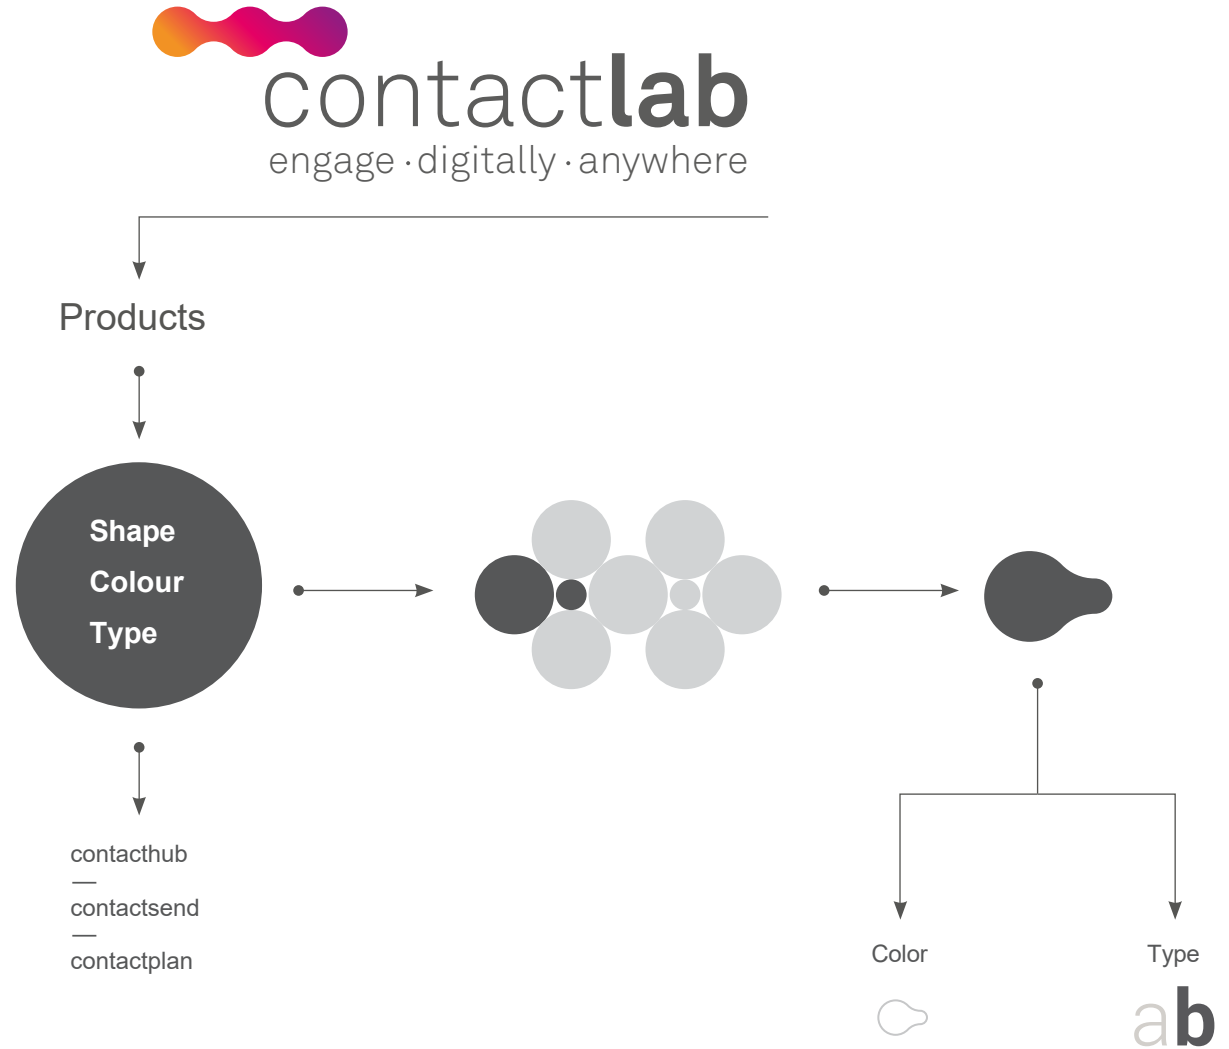 contactlab
engage · digitally · anywhere
Products
Shape
Colour
Type
contacthub
—
contactsend
—
contactplan
Color
Type
ab